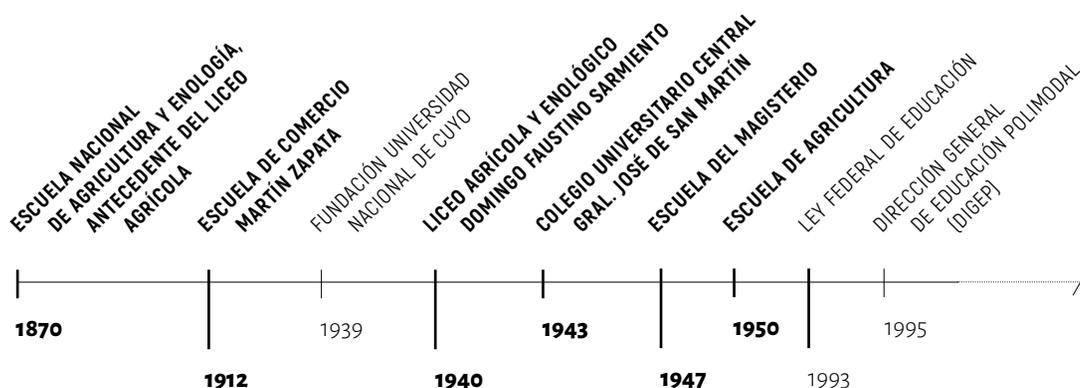 ESCUELA NACIONAL
DE AGRICULTURA Y ENOLOGÍA,
ANTECEDENTE DEL LICEO
AGRÍCOLA
ESCUELA DE COMERCIO
MARTÍN ZAPATA
FUNDACIÓN UNIVERSIDAD
NACIONAL DE CUYO
LICEO AGRÍCOLA Y ENOLÓGICO
DOMINGO FAUSTINO SARMIENTO
COLEGIO UNIVERSITARIO CENTRAL
GRAL. JOSÉ DE SAN MARTÍN
ESCUELA DEL MAGISTERIO
ESCUELA DE AGRICULTURA
LEY FEDERAL DE EDUCACIÓN
DIRECCIÓN GENERAL
DE EDUCACIÓN POLIMODAL
(DIGEP)
1870
1912
1939
1940
1943
1947
1950
1993
1995